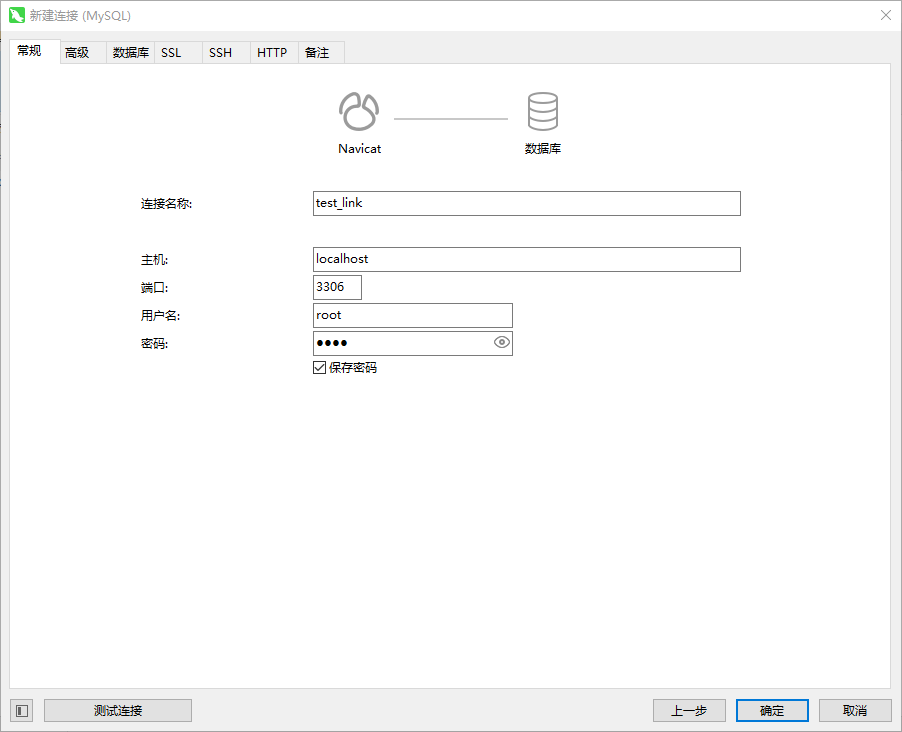 新建连接 (MySQL)
常规 高级 数据库 SSL SSH HTTP 备注
Navicat 数据库
连接名称: test_link
主机: localhost
端口: 3306
用户名: root
密码: ●●●●
保存密码
测试连接 上一步 确定 取消